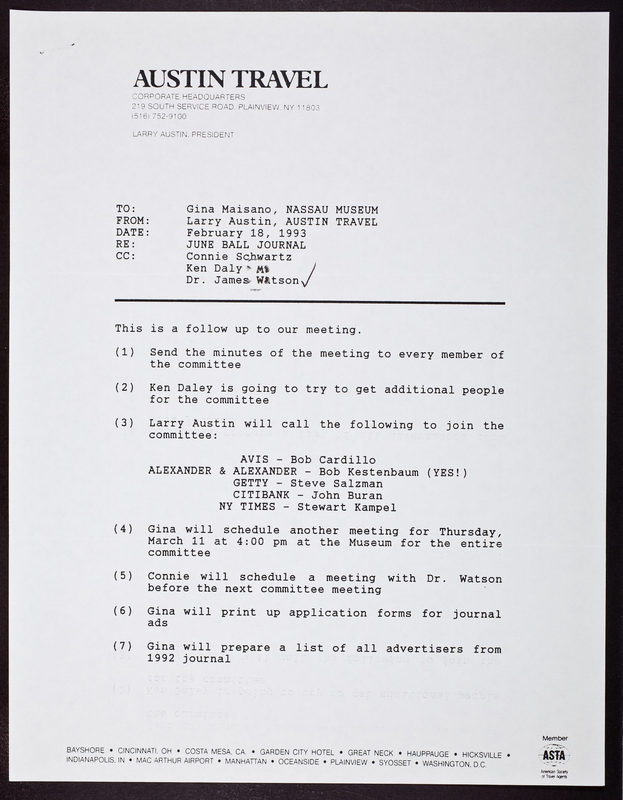 AUSTIN TRAVEL
CORPORATE HEADQUARTERS
219 SOUTH SERVICE ROAD, PLAINVIEW, NY 11803
(516) 752-9100
LARRY AUSTIN, PRESIDENT
TO: Gina Maisano, NASSAU MUSEUM
FROM: Larry Austin, AUSTIN TRAVEL
DATE: February 18, 1993
RE: JUNE BALL JOURNAL
CC: Connie Schwartz
Ken Daly
Dr. James Watson
This is a follow up to our meeting.
(1) Send the minutes of the meeting to every member of
the committee
(2) Ken Daley is going to try to get additional people
for the committee
(3) Larry Austin will call the following to join the
committee:
AVIS - Bob Cardillo
ALEXANDER & ALEXANDER - Bob Kestenbaum (YES!)
GETTY - Steve Salzman
CITIBANK - John Buran
NY TIMES - Stewart Kampel
(4) Gina will schedule another meeting for Thursday,
March 11 at 4:00 pm at the Museum for the entire
committee
(5) Connie will schedule a meeting with Dr. Watson
before the next committee meeting
(6) Gina will print up application forms for journal
ads
(7) Gina will prepare a list of all advertisers from
1992 journal
Member
ASTA
American Society
of Travel Agents
BAYSHORE • CINCINNATI, OH • COSTA MESA, CA. • GARDEN CITY HOTEL • GREAT NECK • HAUPPAUGE • HICKSVILLE •
INDIANAPOLIS, IN • MAC ARTHUR AIRPORT • MANHATTAN • OCEANSIDE • PLAINVIEW • SYOSSET • WASHINGTON, D.C.